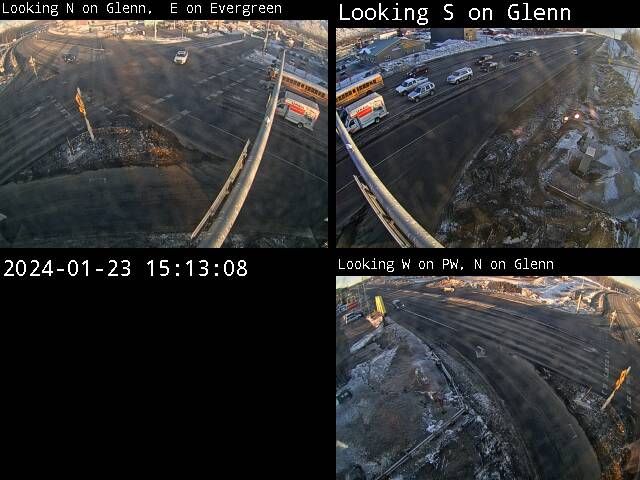 Looking N on Glenn, E on Evergreen
Looking S on Glenn
2024-01-23 15:13:08
Looking W on PW, N on Glenn